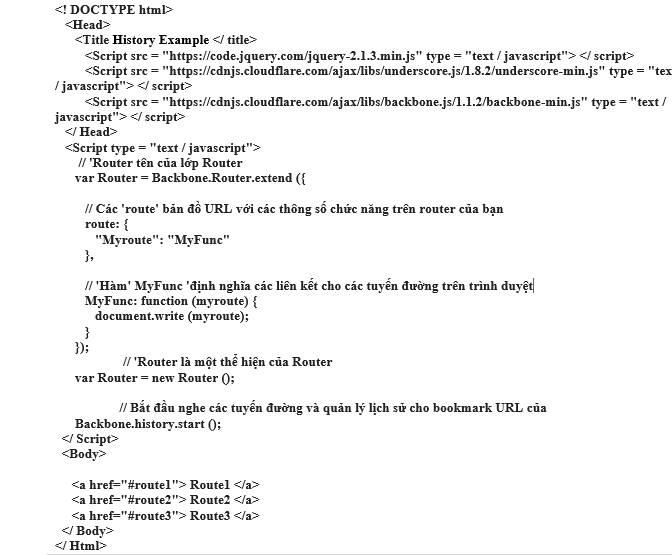 <! DOCTYPE html>
<Head>
<Title History Example </ title>
<Script src = "https://code.jquery.com/jquery-2.1.3.min.js" type = "text / javascript"> </ script>
<Script src = "https://cdnjs.cloudflare.com/ajax/libs/underscore.js/1.8.2/underscore-min.js" type = "tex
/ javascript"> </ script>
<Script src = "https://cdnjs.cloudflare.com/ajax/libs/backbone.js/1.1.2/backbone-min.js" type = "text /
javascript"> </ script>
</ Head>
<Script type = "text / javascript">
// 'Router tên của lớp Router
var Router = Backbone.Router.extend ({
// Các 'route' bản đồ URL với các thông số chức năng trên router của bạn
route: {
"Myroute": "MyFunc"
},
// 'Hàm' MyFunc 'định nghĩa các liên kết cho các tuyến đường trên trình duyệt
MyFunc: function (myroute) {
document.write (myroute);
}
});
// 'Router là một thể hiện của Router
var Router = new Router ();
// Bắt đầu nghe các tuyến đường và quản lý lịch sử cho bookmark URL của
Backbone.history.start ();
</ Script>
<Body>
<a href="#route1"> Route1 </a>
<a href="#route2"> Route2 </a>
<a href="#route3"> Route3 </a>
</ Body>
</ Html>